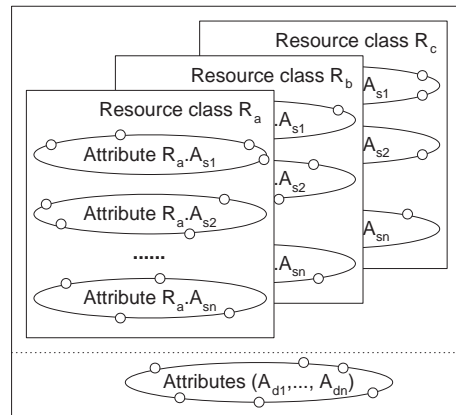 Resource class R_c
A_s1
A_s2
A_sn
Resource class R_b
.A_s1
.A_s2
.A_sn
Resource class R_a
Attribute R_a.A_s1
Attribute R_a.A_s2
......
Attribute R_a.A_sn
Attributes (A_d1,..., A_dn)